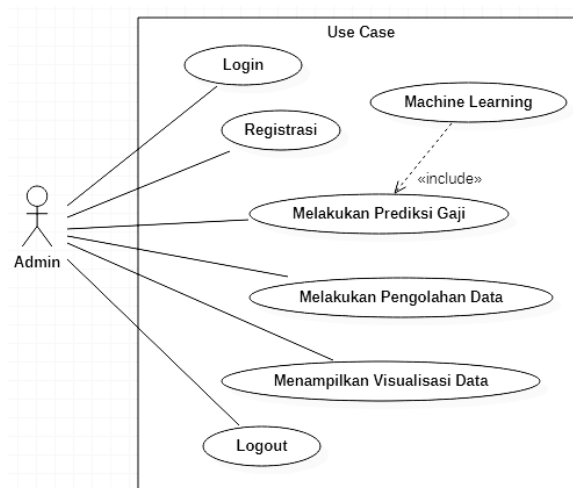 Use Case
Login
Machine Learning
Registrasi
«include»
Melakukan Prediksi Gaji
Admin
Melakukan Pengolahan Data
Menampilkan Visualisasi Data
Logout